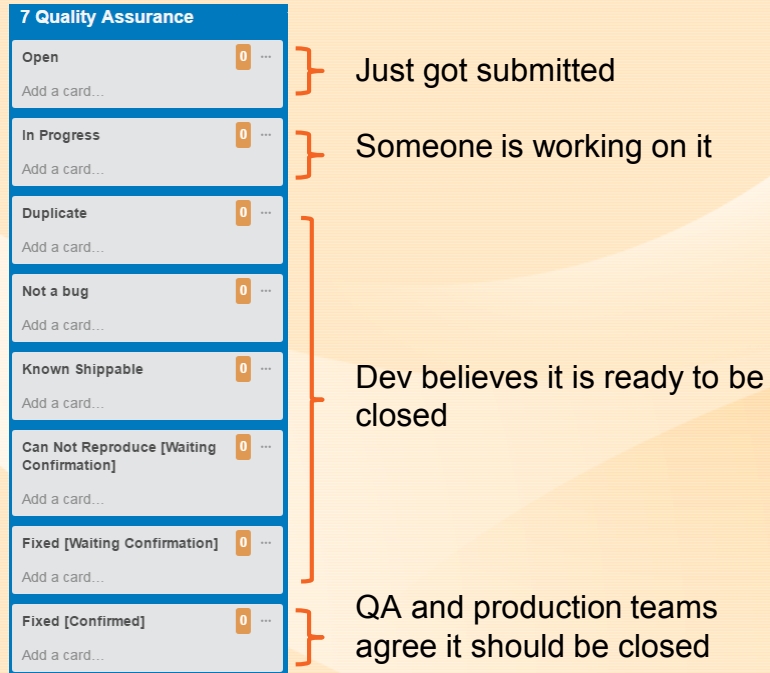 7 Quality Assurance
Open 0 ...
Add a card...
Just got submitted
In Progress 0 ...
Add a card...
Someone is working on it
Duplicate 0 ...
Add a card...
Not a bug 0 ...
Add a card...
Known Shippable 0 ...
Add a card...
Can Not Reproduce [Waiting 0 ...
Confirmation]
Add a card...
Fixed [Waiting Confirmation] 0 ...
Add a card...
Dev believes it is ready to be
closed
Fixed [Confirmed] 0 ...
Add a card...
QA and production teams
agree it should be closed